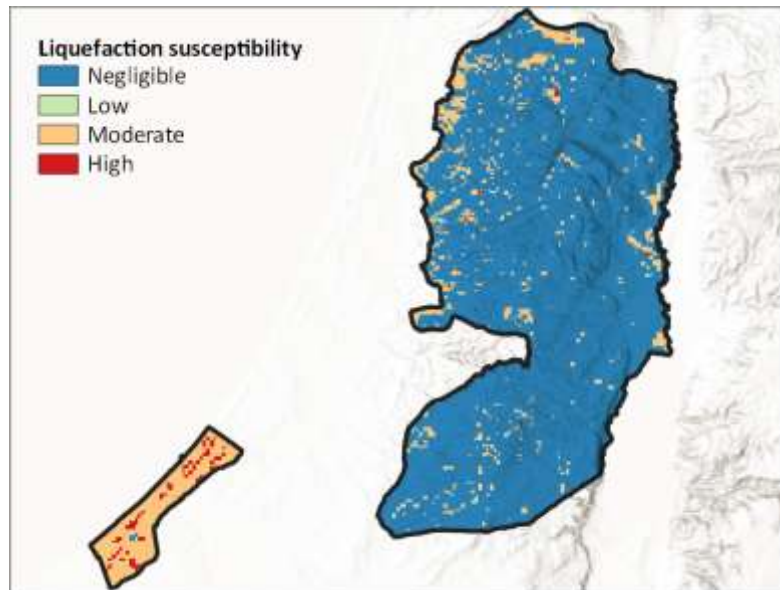 Liquefaction susceptibility
Negligible
Low
Moderate
High